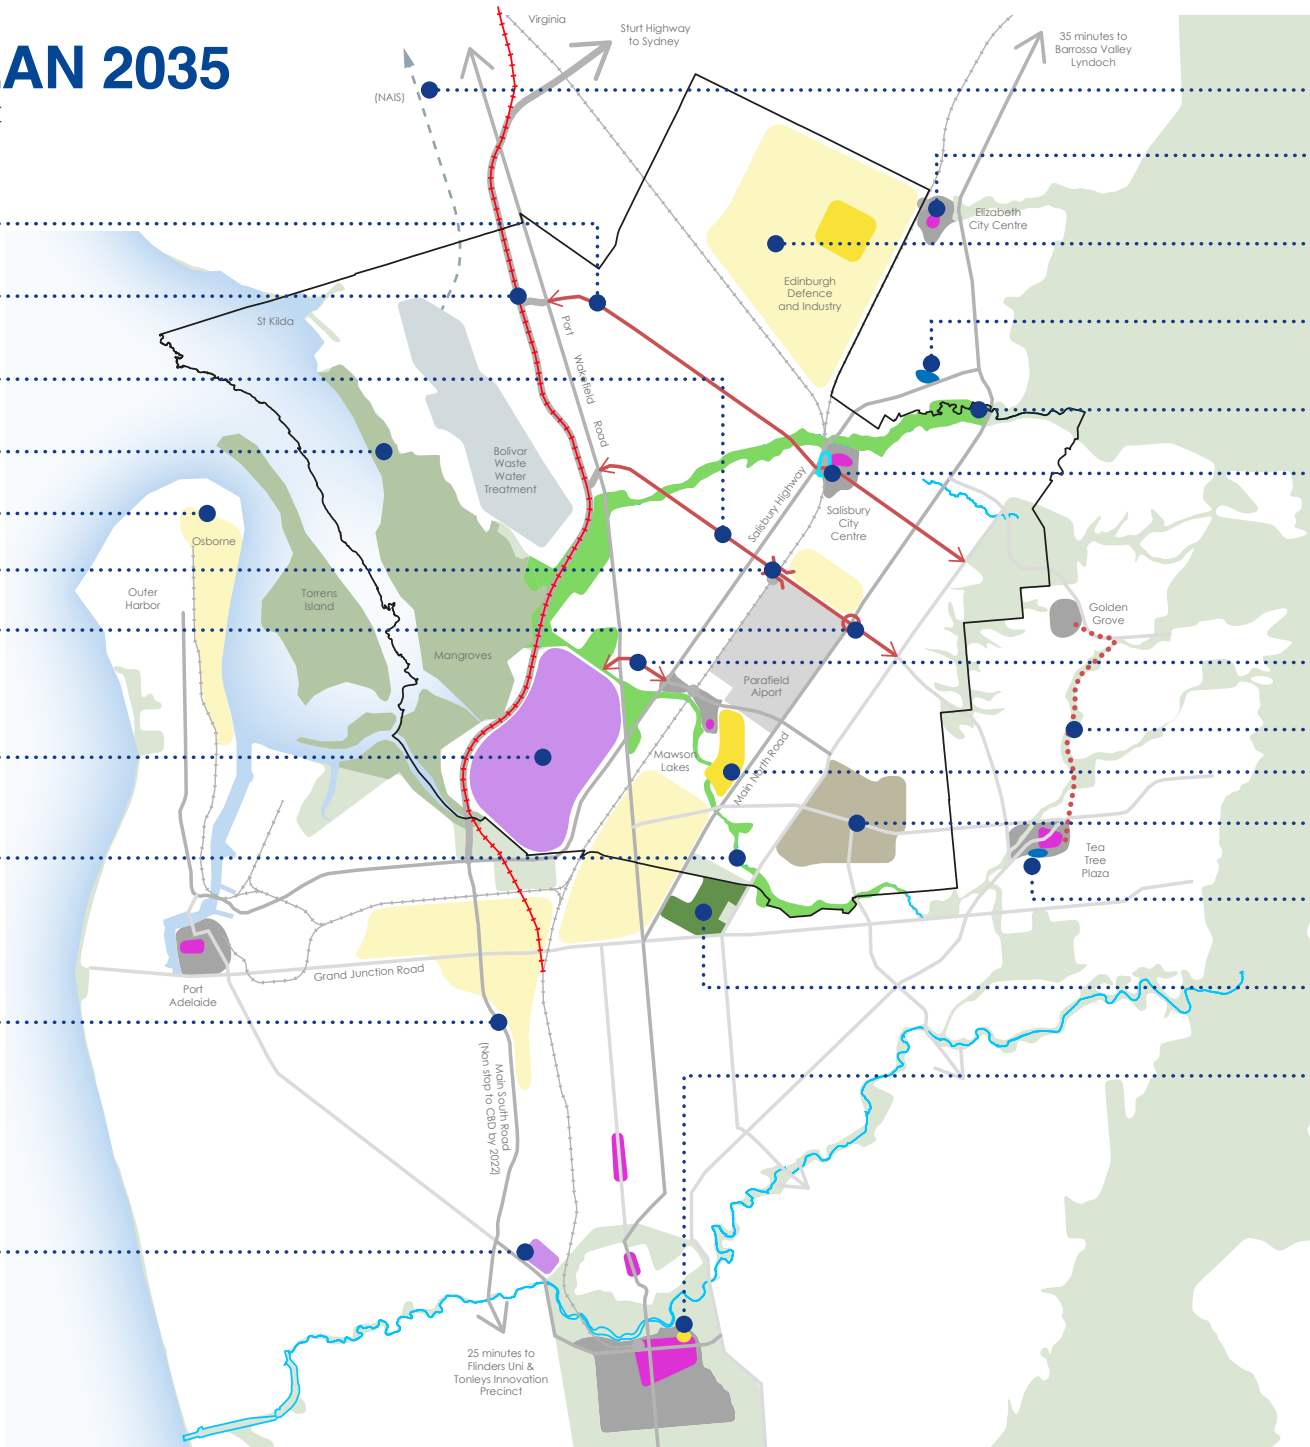 LAN 2035
Virginia
Sturt Highway
to Sydney
35 minutes to
Barrossa Valley
Lyndoch
(NAIS)
Elizabeth
City Centre
Edinburgh
Defence
and Industry
St Kilda
Port Wakefield Road
Bolivar
Waste
Water
Treatment
Salisbury Highway
Salisbury
City
Centre
Osborne
Outer
Harbor
Torrens
Island
Golden
Grove
Mangroves
Parafield
Aiport
Mawson
Lakes
Main North Road
Tea
Tree
Plaza
Grand Junction Road
Port
Adelaide
Main South Road
(Non stop to CBD by 2022)
25 minutes to
Flinders Uni &
Tonleys Innovation
Precinct